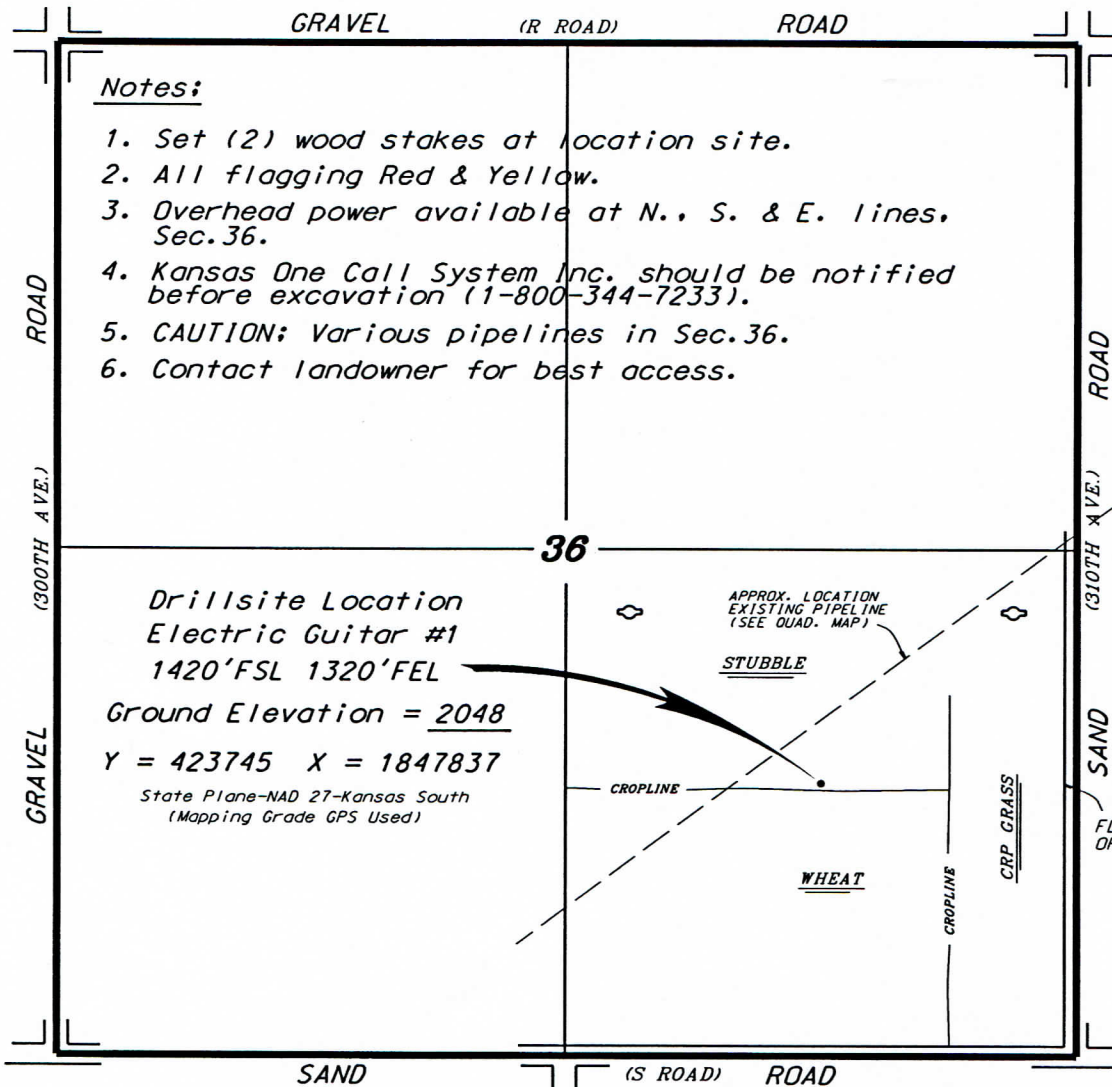 GRAVEL (R ROAD) ROAD
Notes:
1. Set (2) wood stakes at location site.
2. All flagging Red & Yellow.
3. Overhead power available at N., S. & E. lines,
Sec.36.
4. Kansas One Call System Inc. should be notified
before excavation (1-800-344-7233).
5. CAUTION: Various pipelines in Sec.36.
6. Contact landowner for best access.
ROAD
(300TH AVE.)
GRAVEL
ROAD
(310TH AVE.)
SAND
36
Drillsite Location
Electric Guitar #1
1420'FSL 1320'FEL
Ground Elevation = 2048
Y = 423745 X = 1847837
State Plane-NAD 27-Kansas South
(Mapping Grade GPS Used)
APPROX. LOCATION
EXISTING PIPELINE
(SEE QUAD. MAP)
STUBBLE
CROPLINE
WHEAT
CROPLINE
CRP GRASS
SAND (S ROAD) ROAD